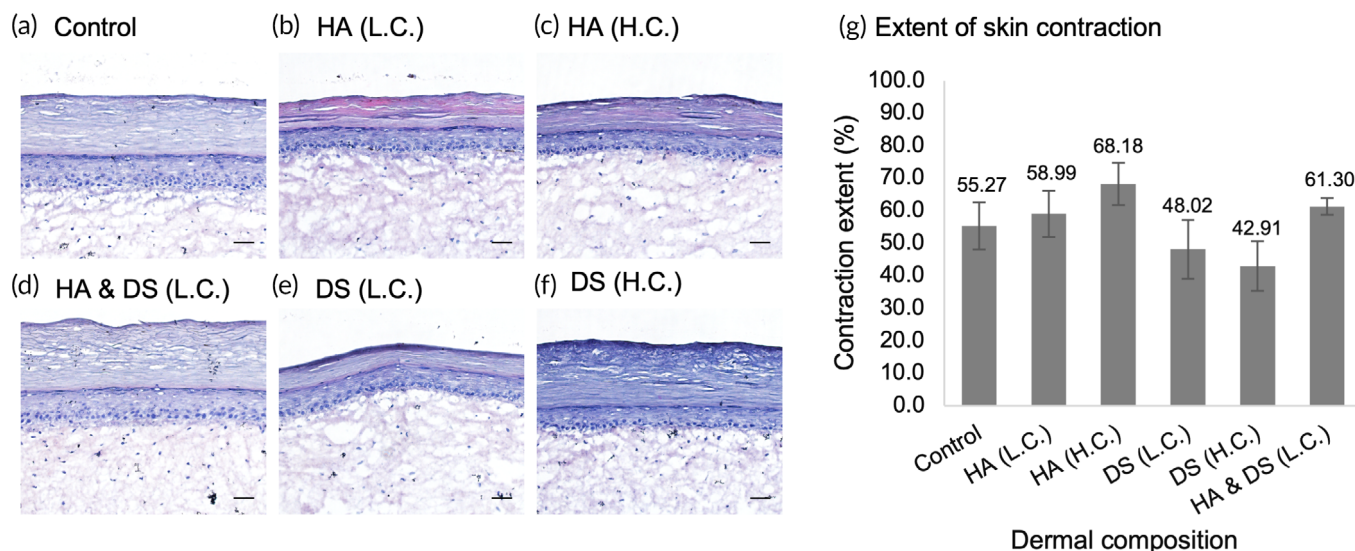 (a) Control
(b) HA (L.C.)
(c) HA (H.C.)
(d) HA & DS (L.C.)
(e) DS (L.C.)
(f) DS (H.C.)
(g) Extent of skin contraction
Contraction extent (%)
100.0
90.0
80.0
70.0
60.0
50.0
40.0
30.0
20.0
10.0
0.0
55.27
58.99
68.18
48.02
42.91
61.30
Control
HA (L.C.)
HA (H.C.)
DS (L.C.)
DS (H.C.)
HA & DS (L.C.)
Dermal composition